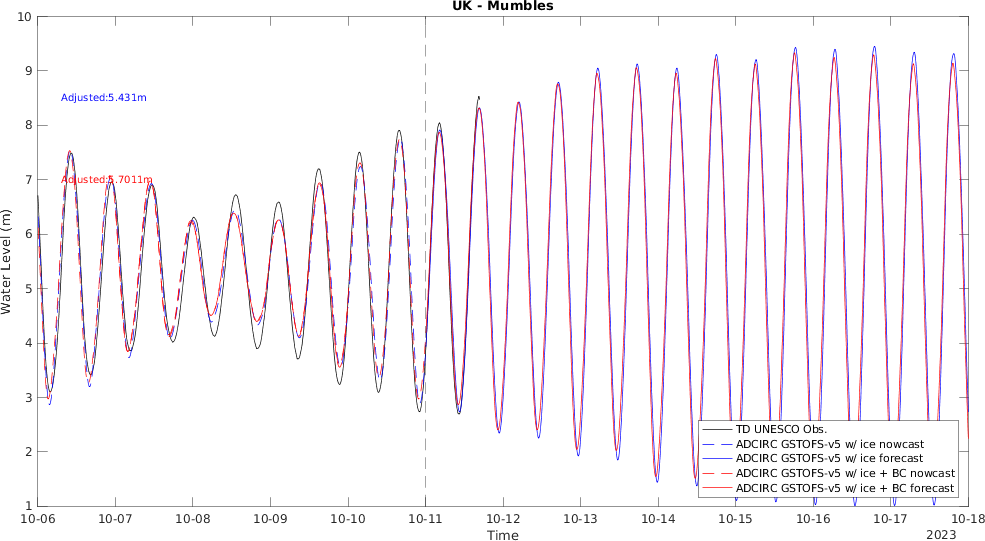 UK - Mumbles
10
9
8
7
6
5
4
3
2
1
Water Level (m)
Adjusted:5.431m
Adjusted:5.7011m
TD UNESCO Obs.
ADCIRC GSTOFS-v5 w/ ice nowcast
ADCIRC GSTOFS-v5 w/ ice forecast
ADCIRC GSTOFS-v5 w/ ice + BC nowcast
ADCIRC GSTOFS-v5 w/ ice + BC forecast
10-06 10-07 10-08 10-09 10-10 10-11 10-12 10-13 10-14 10-15 10-16 10-17 10-18
Time
2023